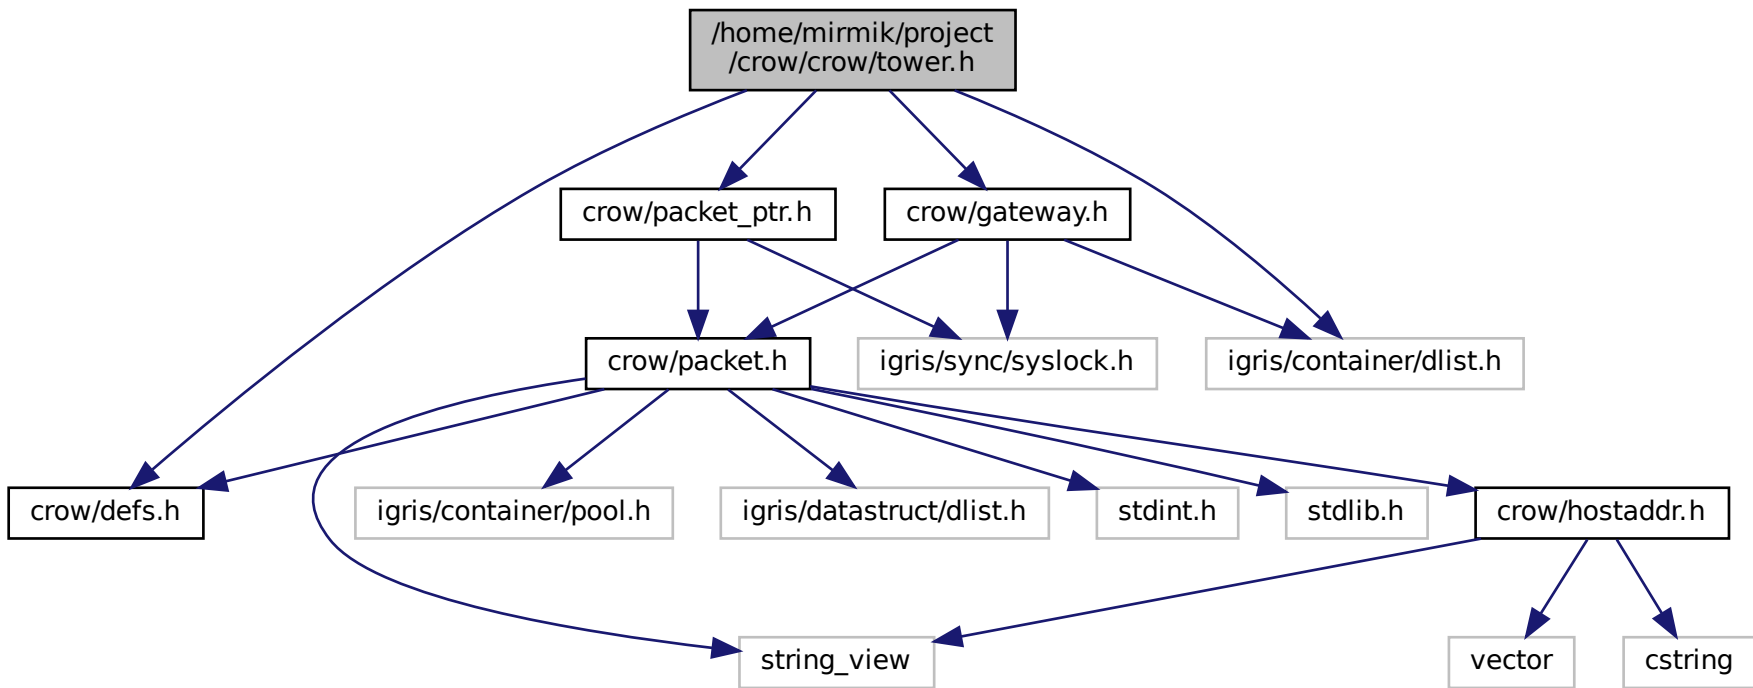 /home/mirmik/project
/crow/crow/tower.h
crow/packet_ptr.h
crow/gateway.h
crow/packet.h
igris/sync/syslock.h
igris/container/dlist.h
crow/defs.h
igris/container/pool.h
igris/datastruct/dlist.h
stdint.h
stdlib.h
crow/hostaddr.h
string_view
vector
cstring